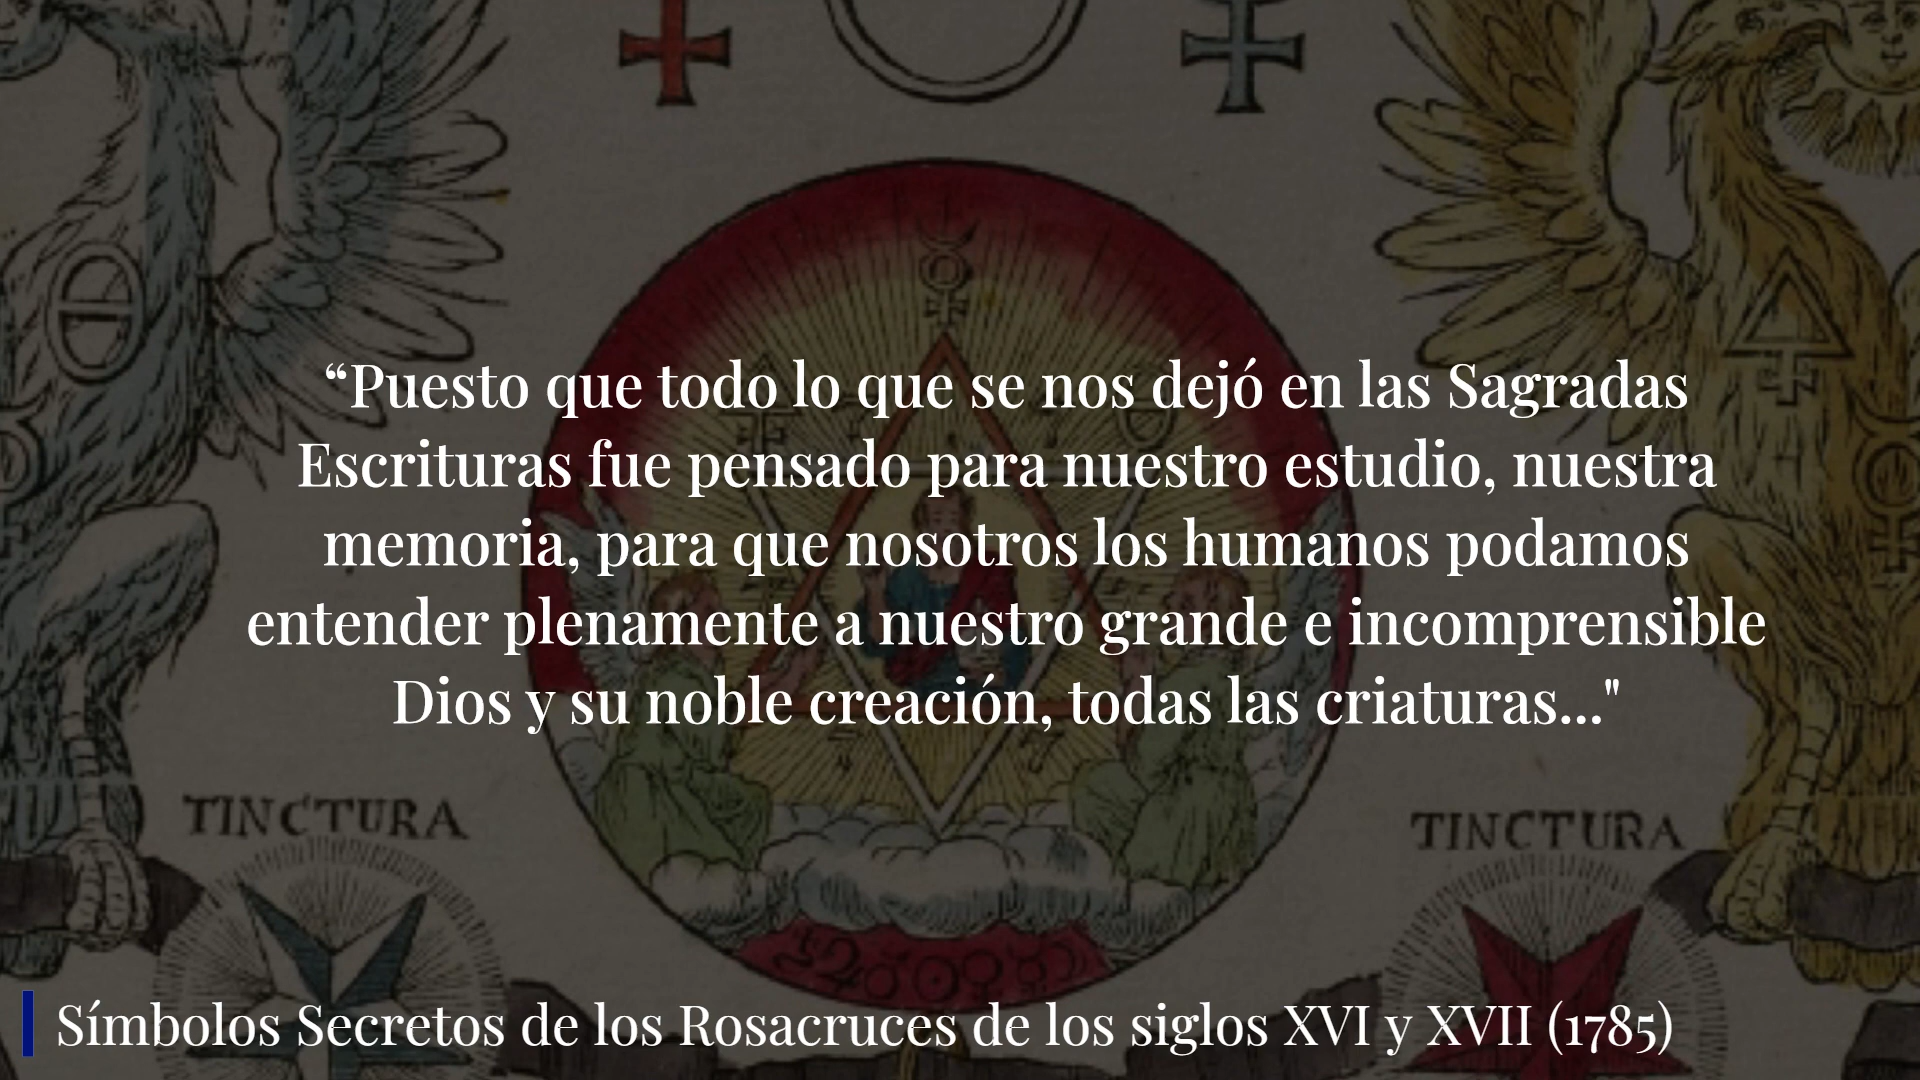 “Puesto que todo lo que se nos dejó en las Sagradas
Escrituras fue pensado para nuestro estudio, nuestra
memoria, para que nosotros los humanos podamos
entender plenamente a nuestro grande e incomprensible
Dios y su noble creación, todas las criaturas..."
TINCTURA
TINCTURA
Símbolos Secretos de los Rosacruces de los siglos XVI y XVII (1785)